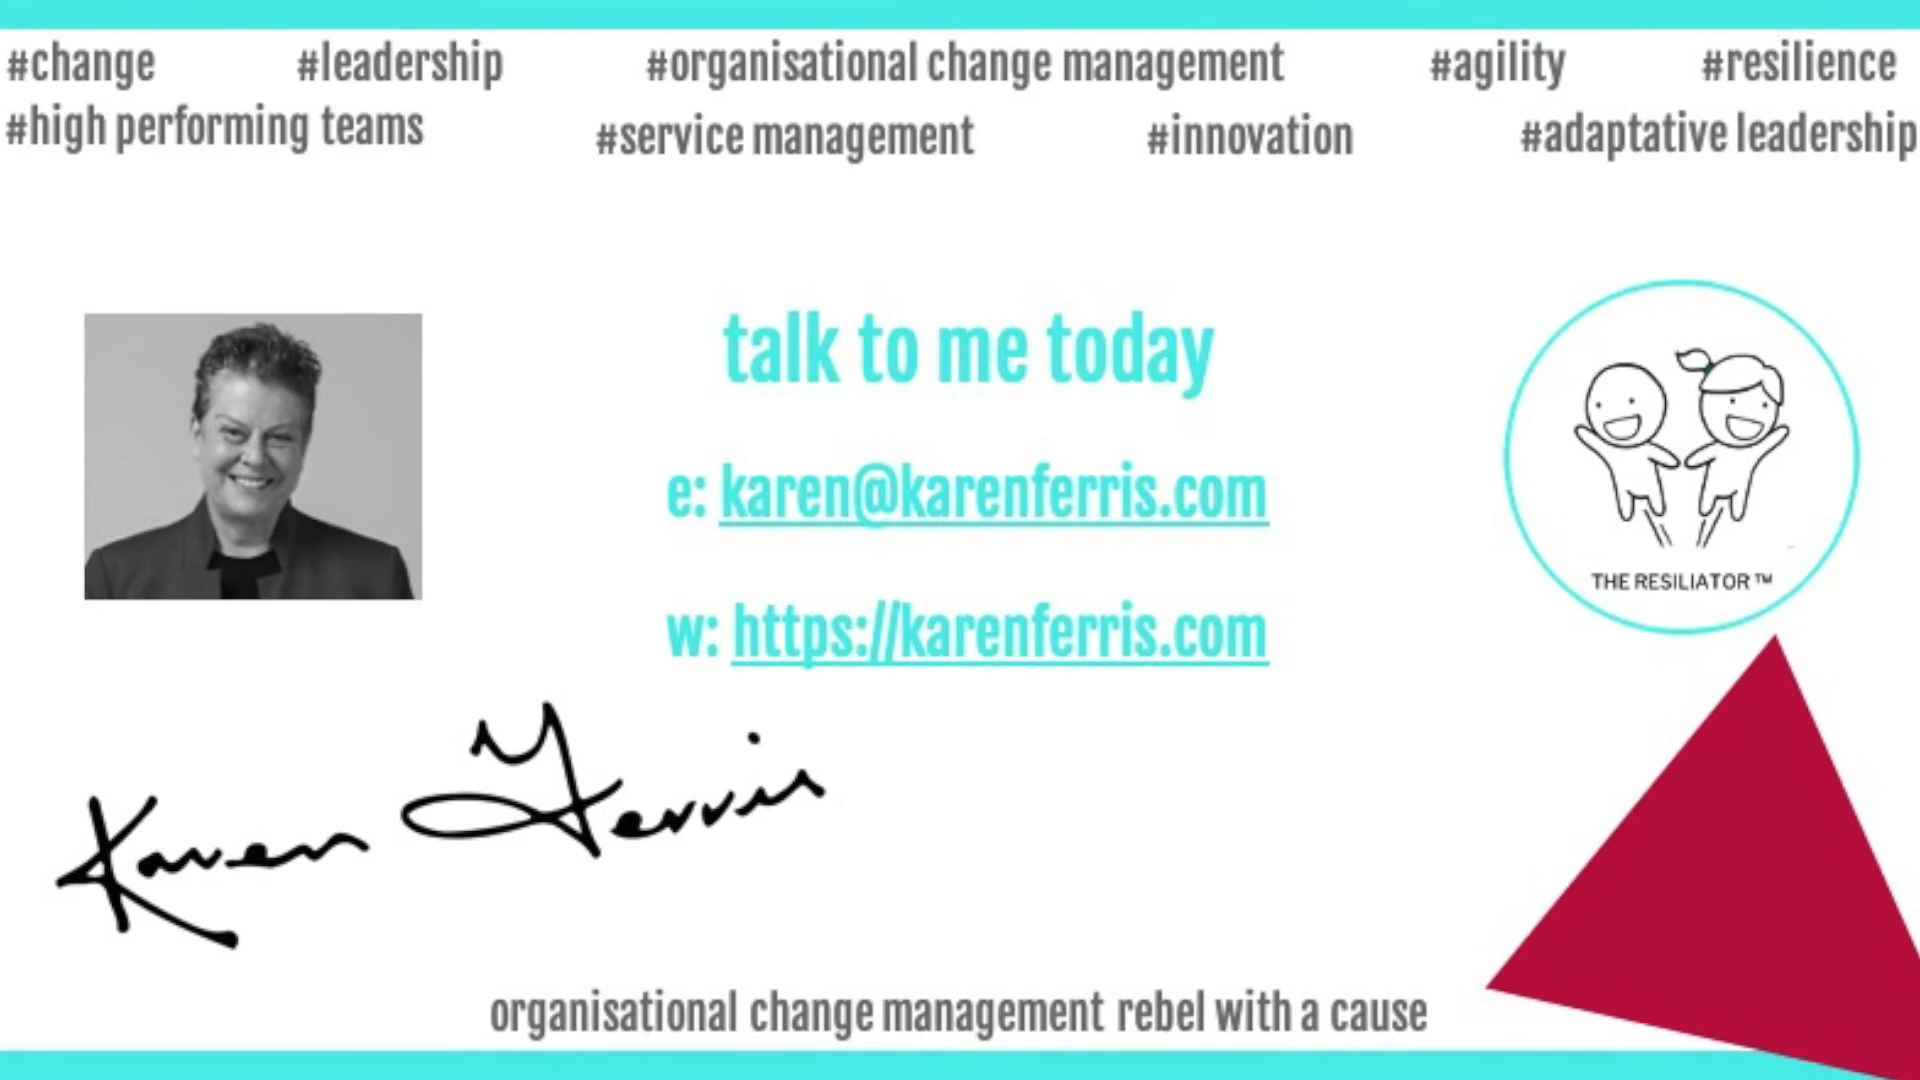 #change #leadership #organisational change management #agility #resilience
#high performing teams #service management #innovation #adaptative leadership
talk to me today
e: karen@karenferris.com
w: https://karenferris.com
THE RESILIATOR ™
Karen Ferris
organisational change management rebel with a cause